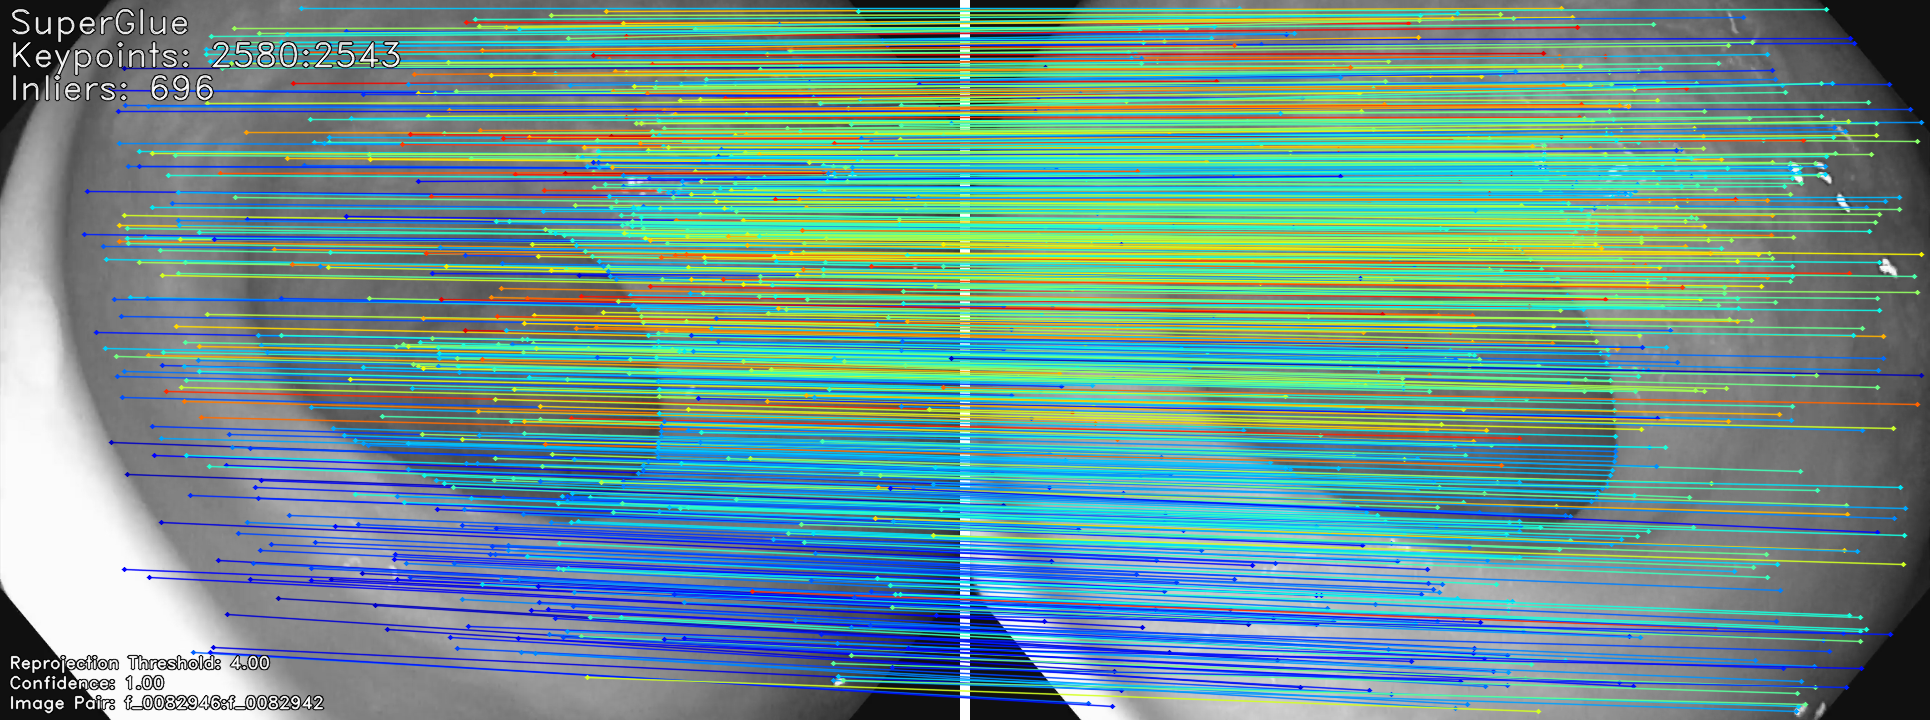 SuperGlue
Keypoints: 2580:2543
Inliers: 696
Reprojection Threshold: 4.00
Confidence: 1.00
Image Pair: f_0082946:f_0082942